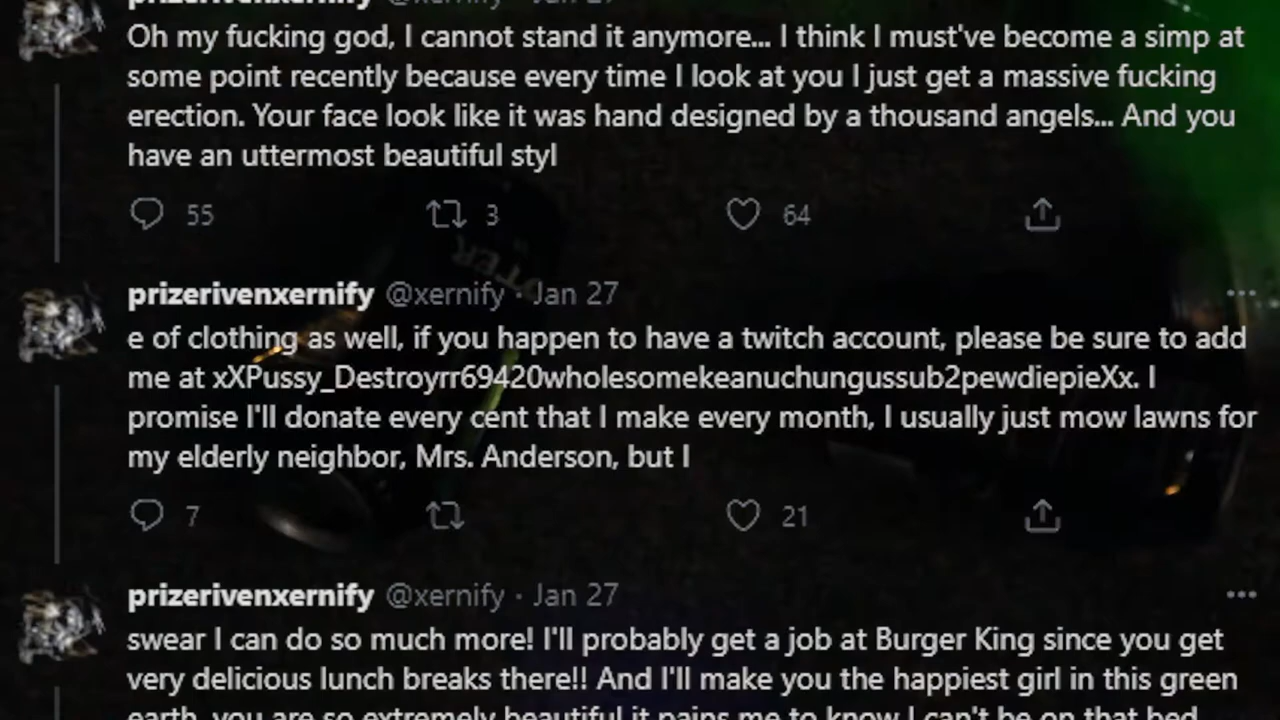 prizerivenxernify @xernify · Jan 27
Oh my fucking god, I cannot stand it anymore... I think I must've become a simp at
some point recently because every time I look at you I just get a massive fucking
erection. Your face look like it was hand designed by a thousand angels... And you
have an uttermost beautiful styl
55 3 64
prizerivenxernify @xernify · Jan 27
e of clothing as well, if you happen to have a twitch account, please be sure to add
me at xXPussy_Destroyrr69420wholesomekeanuchungussub2pewdiepieXx. I
promise I'll donate every cent that I make every month, I usually just mow lawns for
my elderly neighbor, Mrs. Anderson, but I
7 21
prizerivenxernify @xernify · Jan 27
swear I can do so much more! I'll probably get a job at Burger King since you get
very delicious lunch breaks there!! And I'll make you the happiest girl in this green
earth, you are so extremely beautiful it pains me to know I can't be on that bed